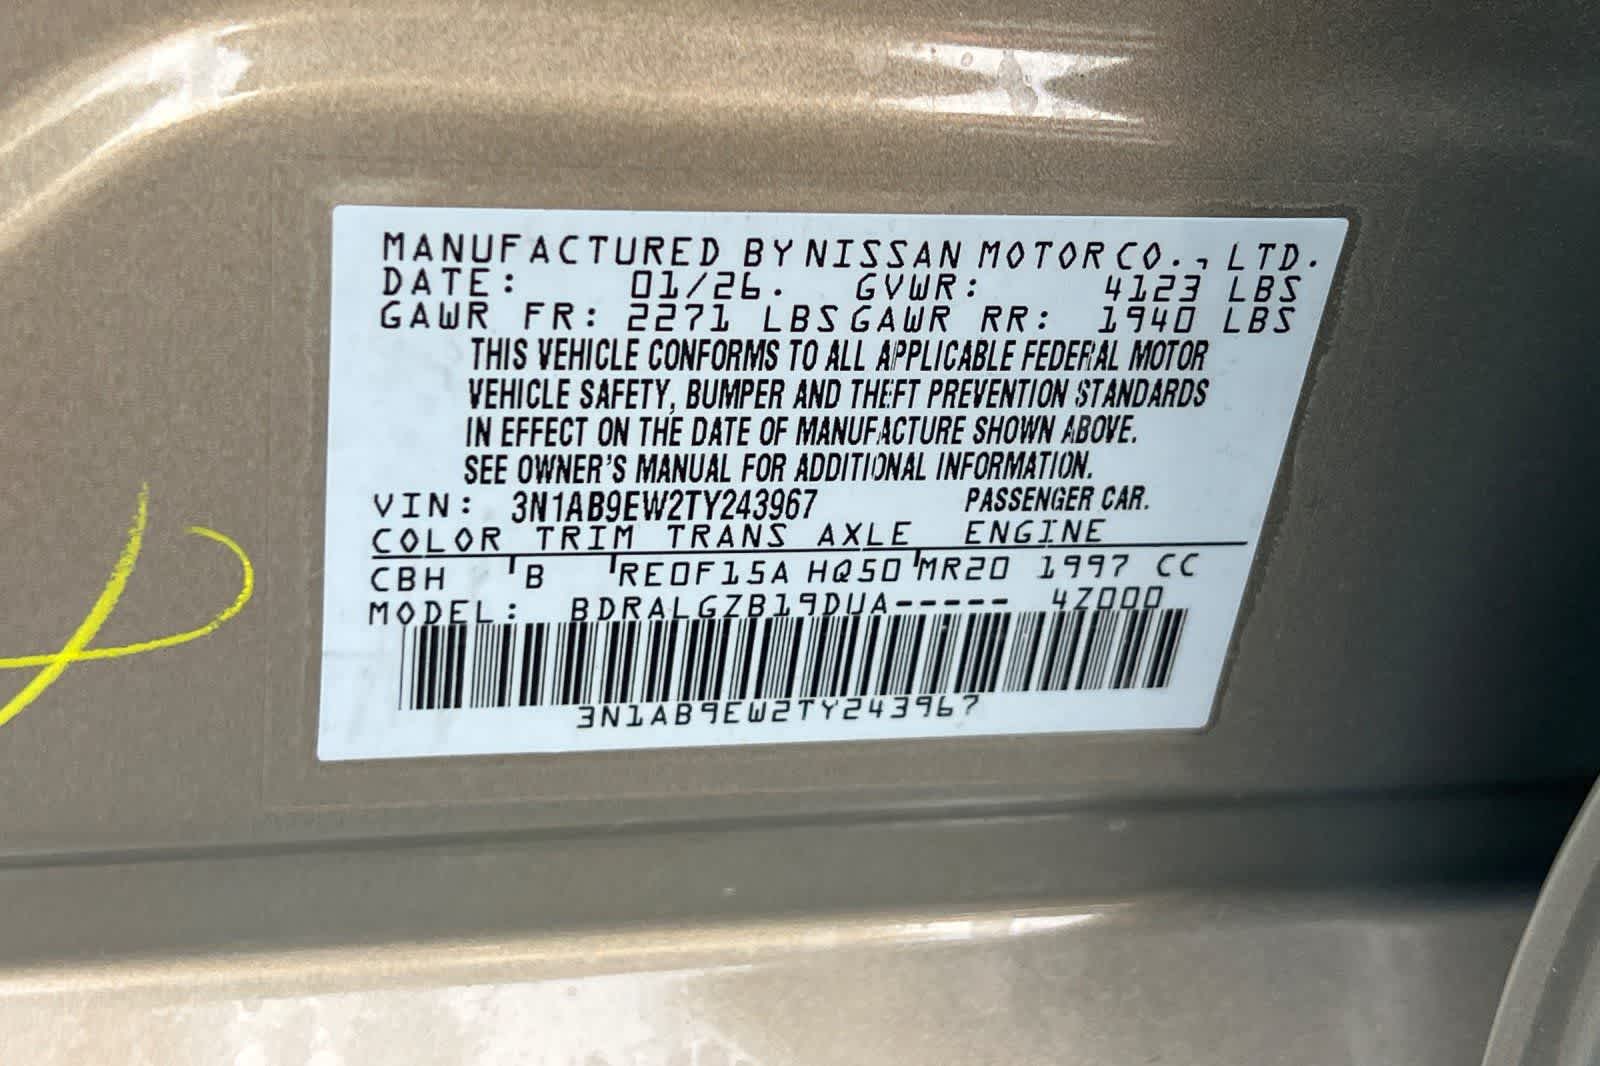 MANUFACTURED BY NISSAN MOTOR CO., LTD.
DATE: 01/26. GVWR: 4123 LBS
GAWR FR: 2271 LBS GAWR RR: 1940 LBS
THIS VEHICLE CONFORMS TO ALL APPLICABLE FEDERAL MOTOR
VEHICLE SAFETY, BUMPER AND THEFT PREVENTION STANDARDS
IN EFFECT ON THE DATE OF MANUFACTURE SHOWN ABOVE.
SEE OWNER'S MANUAL FOR ADDITIONAL INFORMATION.
VIN: 3N1AB9EW2TY243967 PASSENGER CAR.
COLOR TRIM TRANS AXLE ENGINE
CBH B RE0F15A HQ50 MR20 1997 CC
MODEL: BDRALGZB19DUA----- 4Z000
3N1AB9EW2TY243967